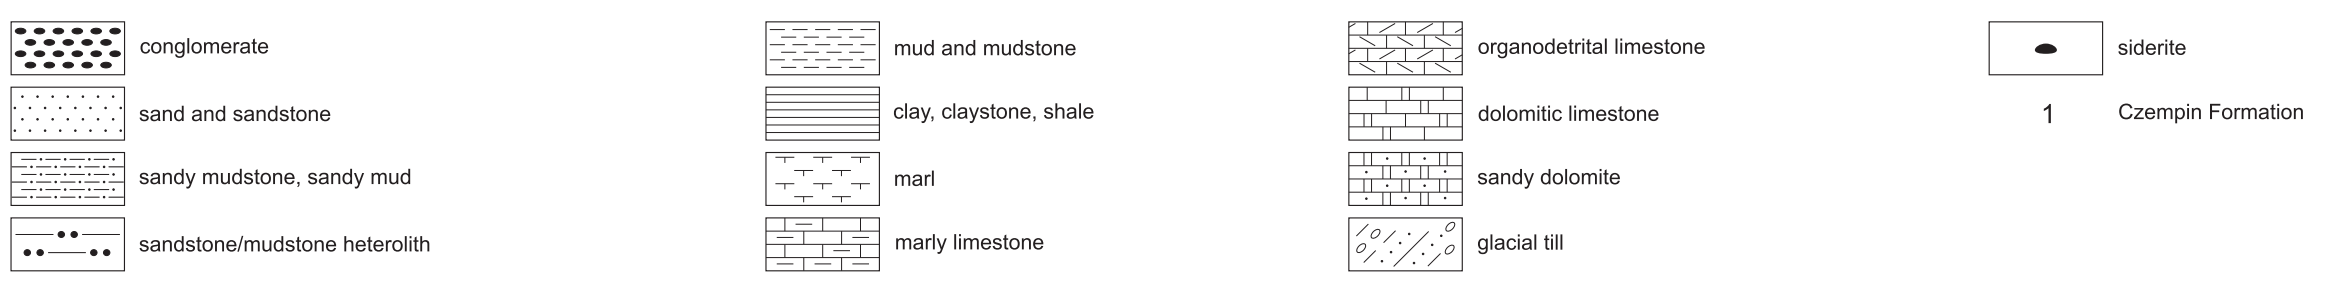 conglomerate
sand and sandstone
sandy mudstone, sandy mud
sandstone/mudstone heterolith
mud and mudstone
clay, claystone, shale
marl
marly limestone
organodetrital limestone
dolomitic limestone
sandy dolomite
glacial till
siderite
1 Czempin Formation